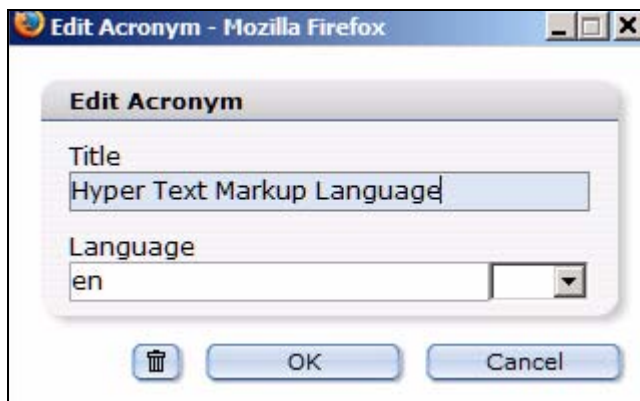 Edit Acronym - Mozilla Firefox
Edit Acronym
Title
Hyper Text Markup Language
Language
en
OK Cancel